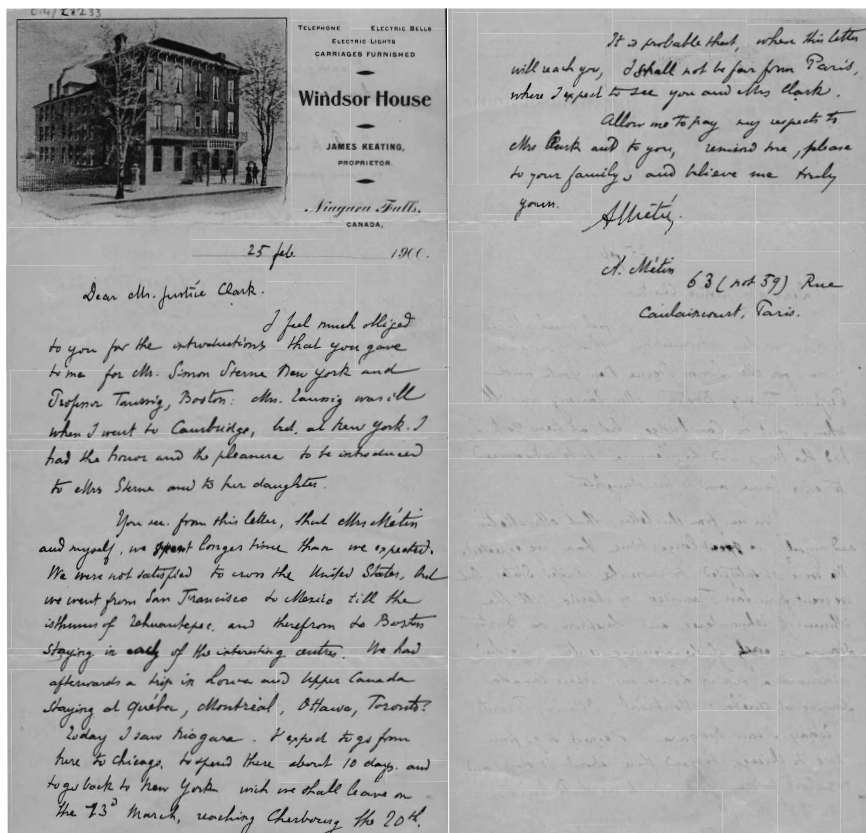 C.4/Z2233
TELEPHONE ELECTRIC BELLS
ELECTRIC LIGHTS
CARRIAGES FURNISHED
Windsor House
JAMES KEATING,
PROPRIETOR.
Niagara Falls,
CANADA,
25 feb. 1900.
Dear Mr. Justice Clark.
I feel much obliged
to you for the introductions that you gave
to me for Mr. Simon Sterne New York and
Professor Taussig, Boston: Mrs. Taussig was ill
when I went to Cambridge, but at New York I
had the honor and the pleasure to be introduced
to Mrs Sterne and to her daughter.
You see from this letter, that Mrs Métin
and myself, we spent longer time than we expected.
We were not satisfied to cross the United States, but
we went from San Francisco to Mexico till the
isthmus of Tehuantepec, and therefrom to Boston
staying in each of the interesting centres. We had
afterwards a trip in Lower and Upper Canada
staying at Québec, Montréal, Ottawa, Toronto.
Today I saw Niagara. I expect to go from
here to Chicago, to spend there about 10 days and
to go back to New York wich we shall leave on
the 13d March, reaching Cherbourg the 20th.
It is probable that, when this letter
will reach you, I shall not be far from Paris,
where I expect to see you and Mrs Clark.
Allow me to pay my respects to
Mrs Clark and to you, remind me, please
to your family, and believe me truly
yours.
AMétin.
A. Métin
63 (not 59) Rue
Caulaincourt, Paris.